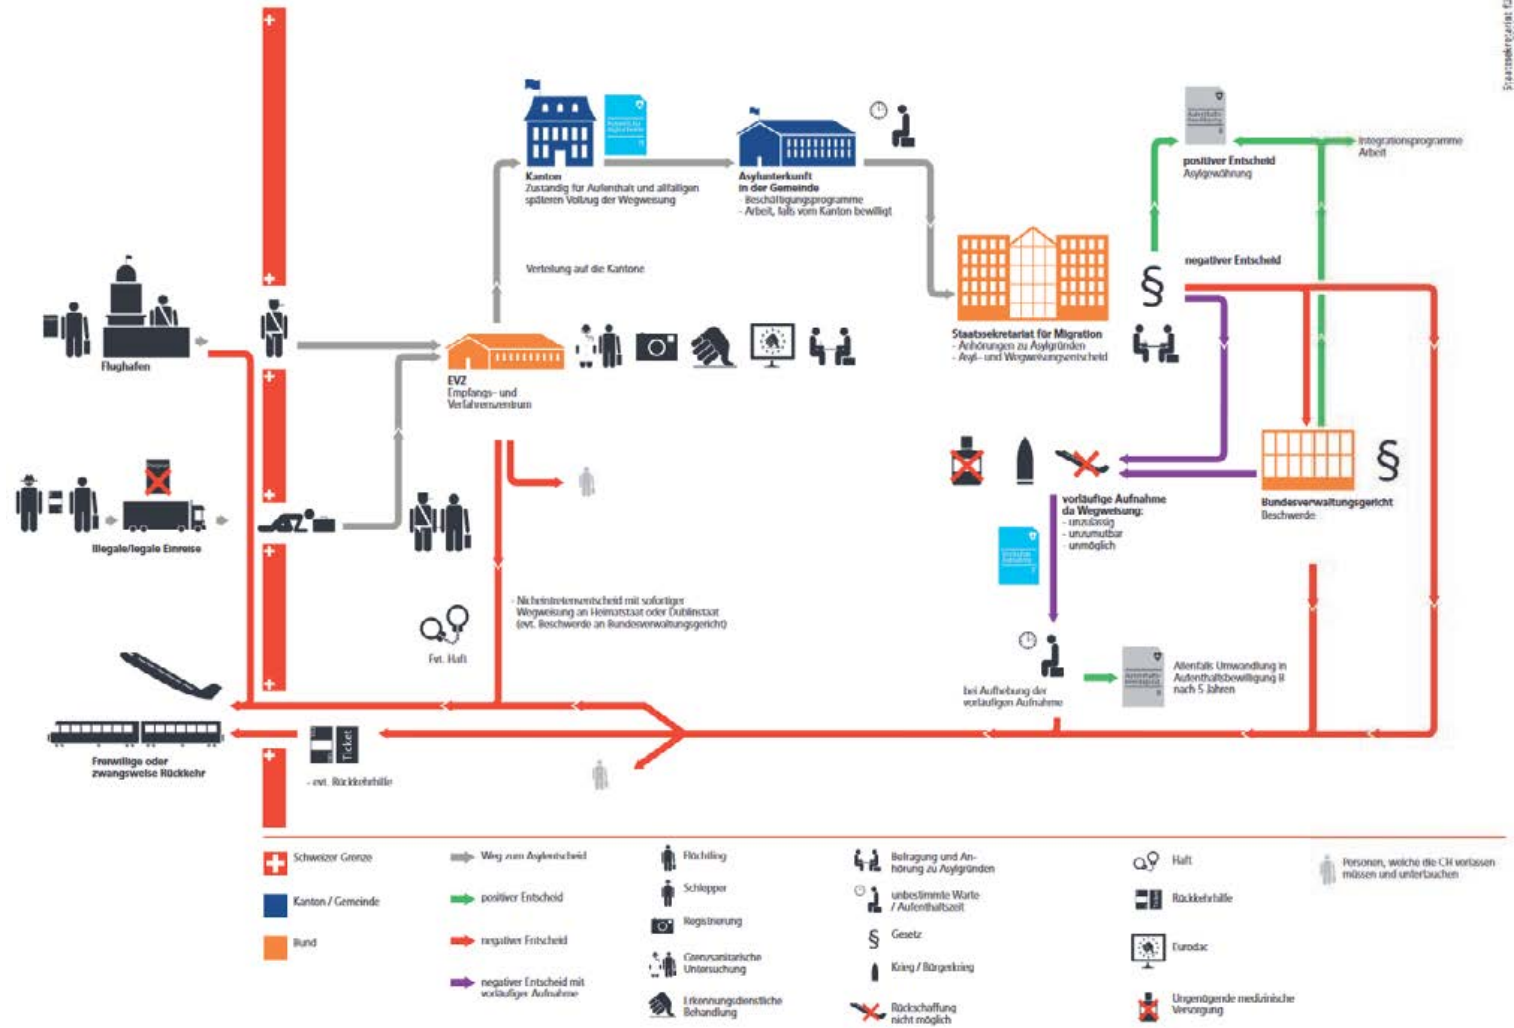 Staatssekretariat für
Kanton
Zuständig für Aufenthalt und allfälligen
späteren Vollzug der Wegweisung
Asylunterkunft
in der Gemeinde
- Beschäftigungsprogramme
- Arbeit, falls vom Kanton bewilligt
positiver Entscheid
Asylgewährung
Integrationsprogramme
Arbeit
Verteilung auf die Kantone
negativer Entscheid
§
Staatssekretariat für Migration
- Anhörungen zu Asylgründen
- Asyl- und Wegweisungsentscheid
Flughafen
EVZ
Empfangs- und
Verfahrenszentrum
Illegale/legale Einreise
vorläufige Aufnahme
da Wegweisung:
- unzulässig
- unzumutbar
- unmöglich
§
Bundesverwaltungsgericht
Beschwerde
- Nichteintretensentscheid mit sofortiger
Wegweisung an Heimatstaat oder Dublinstaat
(evt. Beschwerde an Bundesverwaltungsgericht)
Evt. Haft
bei Aufhebung der
vorläufigen Aufnahme
Allenfalls Umwandlung in
Aufenthaltsbewilligung B
nach 5 Jahren
Freiwillige oder
zwangsweise Rückkehr
Ticket
- evt. Rückkehrhilfe
Schweizer Grenze
Kanton / Gemeinde
Bund
Weg zum Asylentscheid
positiver Entscheid
negativer Entscheid
negativer Entscheid mit
vorläufiger Aufnahme
Flüchtling
Schlepper
Registrierung
Grenzsanitarische
Untersuchung
Erkennungsdienstliche
Behandlung
Befragung und An-
hörung zu Asylgründen
unbestimmte Warte
/ Aufenthaltszeit
§ Gesetz
Krieg / Bürgerkrieg
Rückschaffung
nicht möglich
Haft
Rückkehrhilfe
Eurodac
Ungenügende medizinische
Versorgung
Personen, welche die CH verlassen
müssen und untertauchen